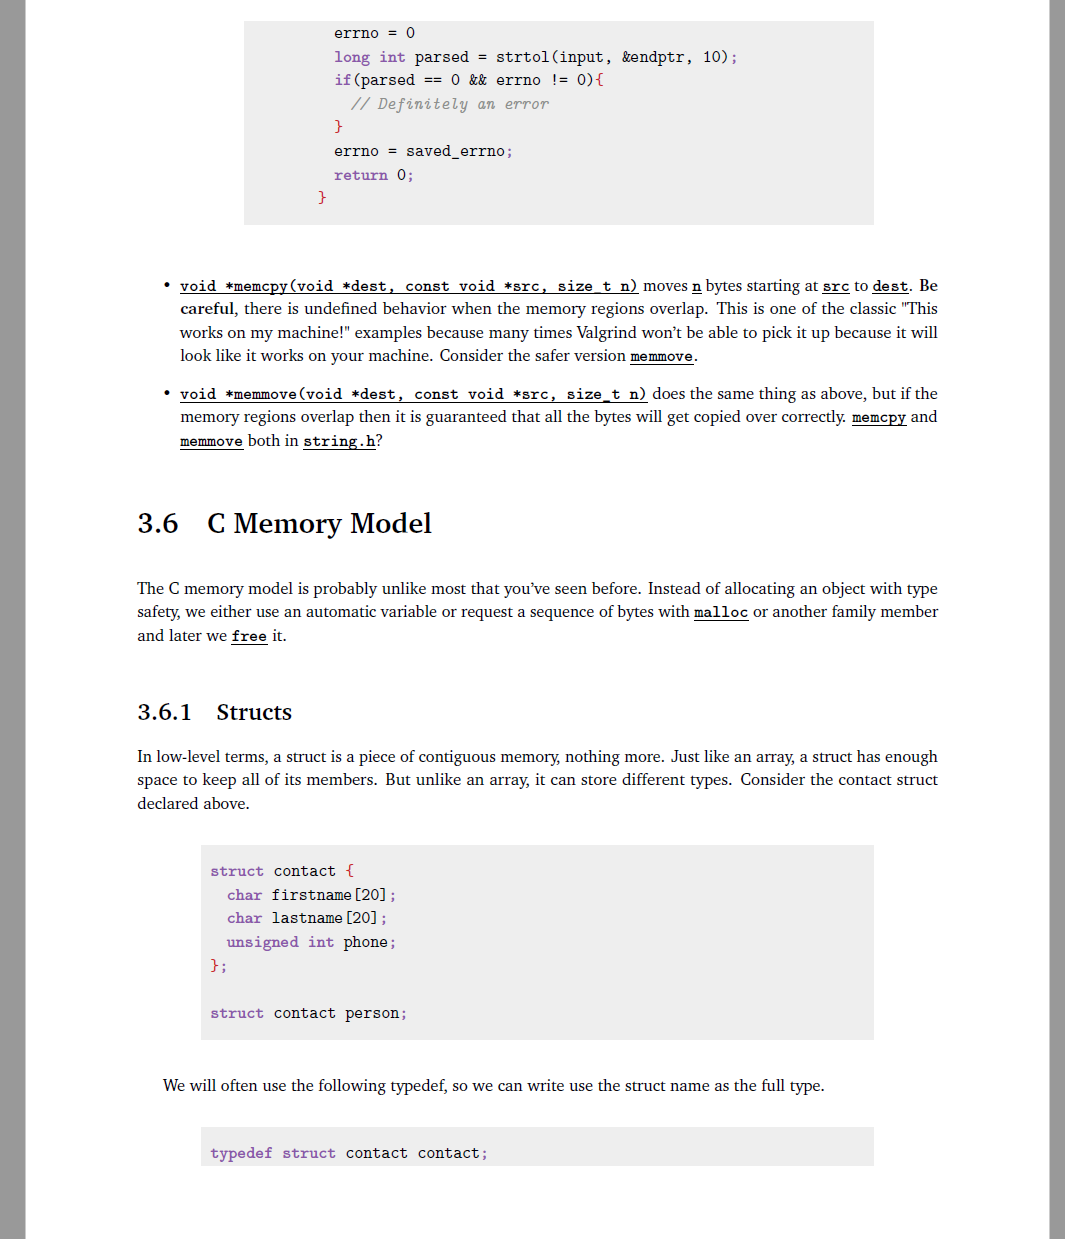 errno = 0
long int parsed = strtol(input, &endptr, 10);
if(parsed == 0 && errno != 0){
// Definitely an error
}
errno = saved_errno;
return 0;
}
• void *memcpy(void *dest, const void *src, size_t n) moves n bytes starting at src to dest. Be
careful, there is undefined behavior when the memory regions overlap. This is one of the classic "This
works on my machine!" examples because many times Valgrind won’t be able to pick it up because it will
look like it works on your machine. Consider the safer version memmove.
• void *memmove(void *dest, const void *src, size_t n) does the same thing as above, but if the
memory regions overlap then it is guaranteed that all the bytes will get copied over correctly. memcpy and
memmove both in string.h?
3.6 C Memory Model
The C memory model is probably unlike most that you’ve seen before. Instead of allocating an object with type
safety, we either use an automatic variable or request a sequence of bytes with malloc or another family member
and later we free it.
3.6.1 Structs
In low-level terms, a struct is a piece of contiguous memory, nothing more. Just like an array, a struct has enough
space to keep all of its members. But unlike an array, it can store different types. Consider the contact struct
declared above.
struct contact {
char firstname[20];
char lastname[20];
unsigned int phone;
};
struct contact person;
We will often use the following typedef, so we can write use the struct name as the full type.
typedef struct contact contact;